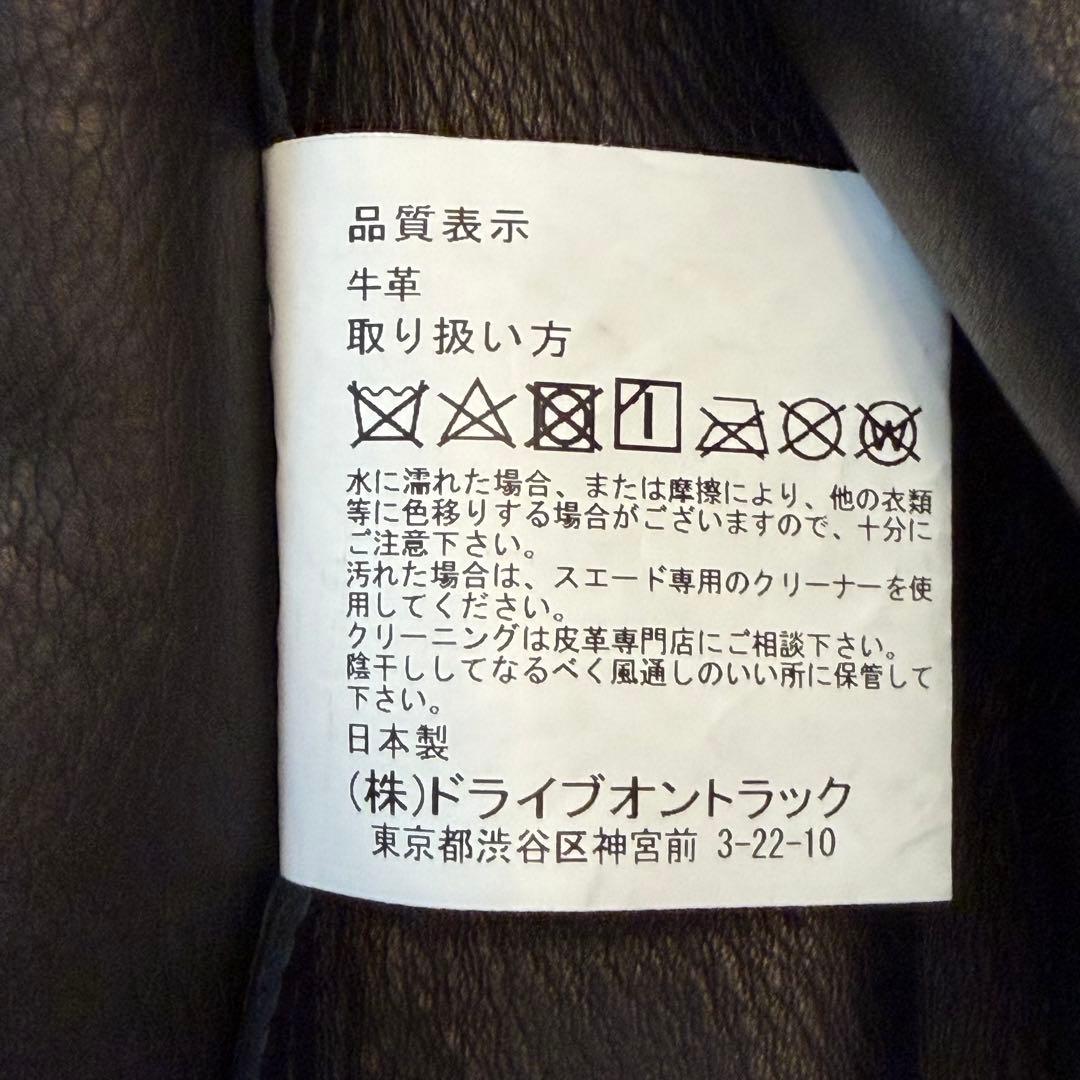 品質表示
牛革
取り扱い方
W
水に濡れた場合、または摩擦により、他の衣類
等に色移りする場合がございますので、十分に
ご注意下さい。
汚れた場合は、スエード専用のクリーナーを使
用してください。
クリーニングは皮革専門店にご相談下さい。
陰干ししてなるべく風通しのいい所に保管して
下さい。
日本製
(株)ドライブオントラック
東京都渋谷区神宮前 3-22-10